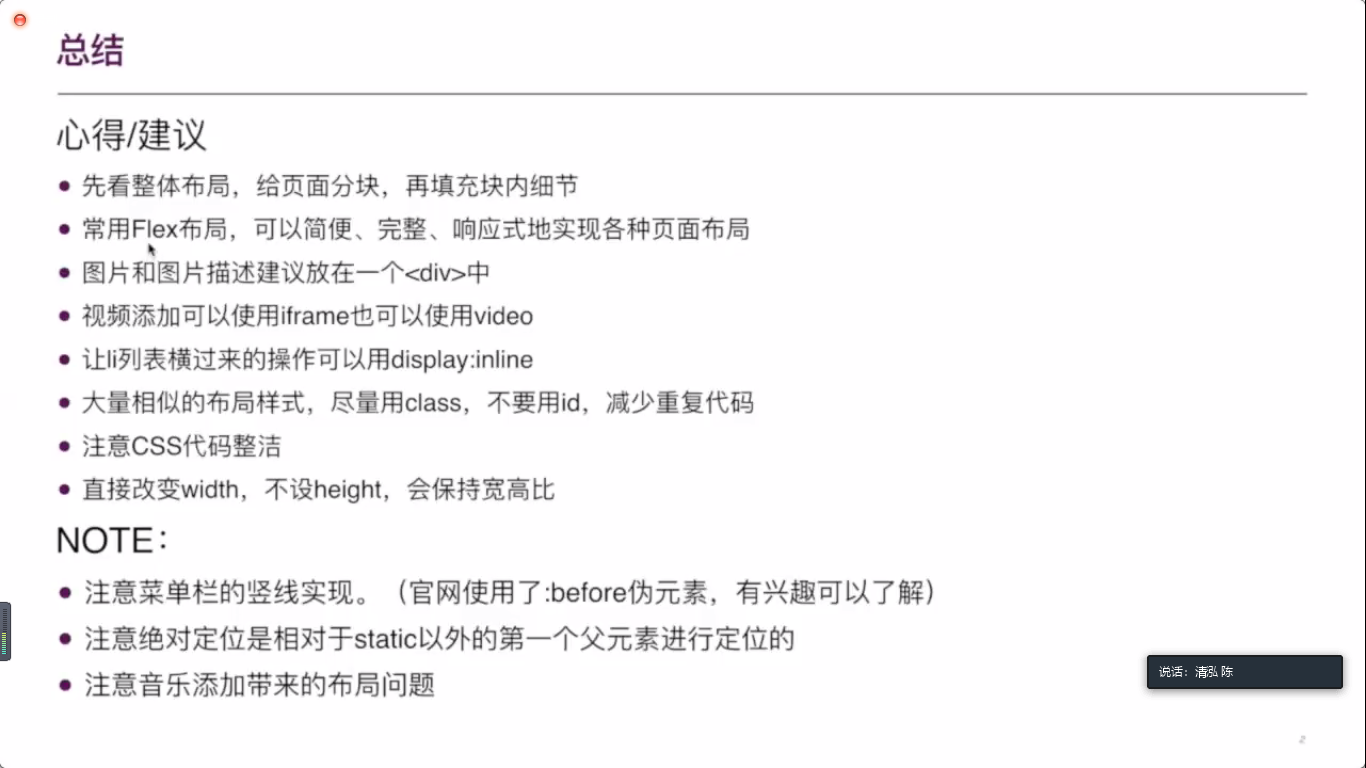 总结
心得/建议
先看整体布局，给页面分块，再填充块内细节
常用Flex布局，可以简便、完整、响应式地实现各种页面布局
图片和图片描述建议放在一个<div>中
视频添加可以使用iframe也可以使用video
让li列表横过来的操作可以用display:inline
大量相似的布局样式，尽量用class，不要用id，减少重复代码
注意CSS代码整洁
直接改变width，不设height，会保持宽高比
NOTE：
注意菜单栏的竖线实现。（官网使用了:before伪元素，有兴趣可以了解）
注意绝对定位是相对于static以外的第一个父元素进行定位的
注意音乐添加带来的布局问题
说话：清弘 陈
2